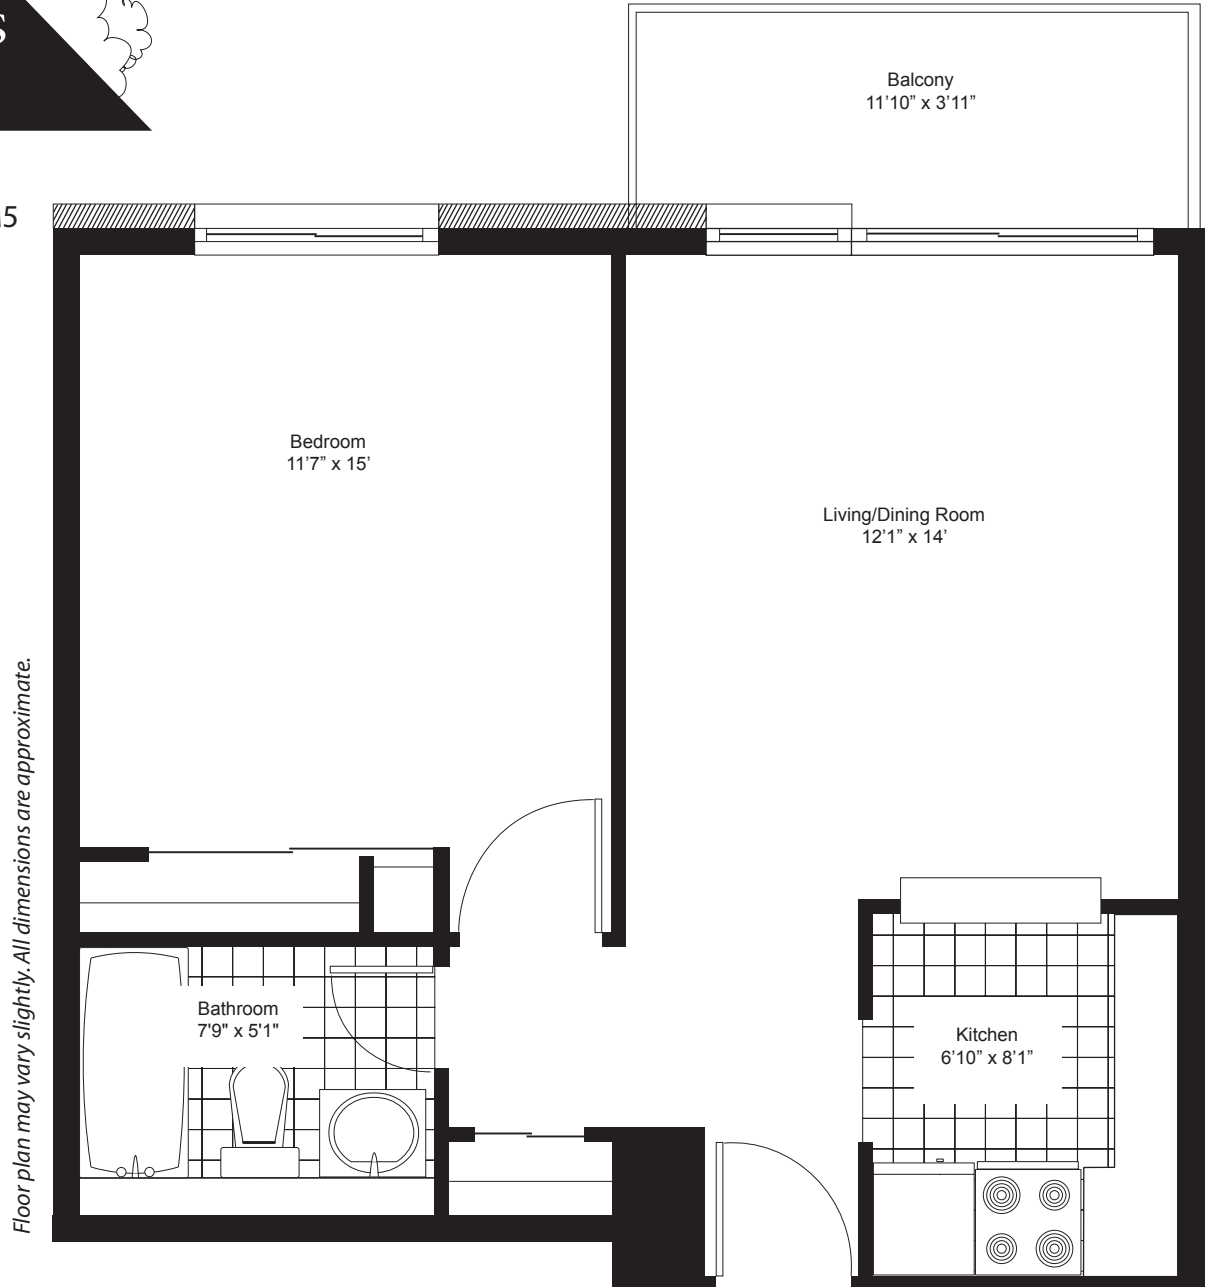 S
Balcony
11’10” x 3’11”
5
Bedroom
11’7” x 15’
Living/Dining Room
12’1” x 14’
Floor plan may vary slightly. All dimensions are approximate.
Bathroom
7'9" x 5'1"
Kitchen
6’10” x 8’1”